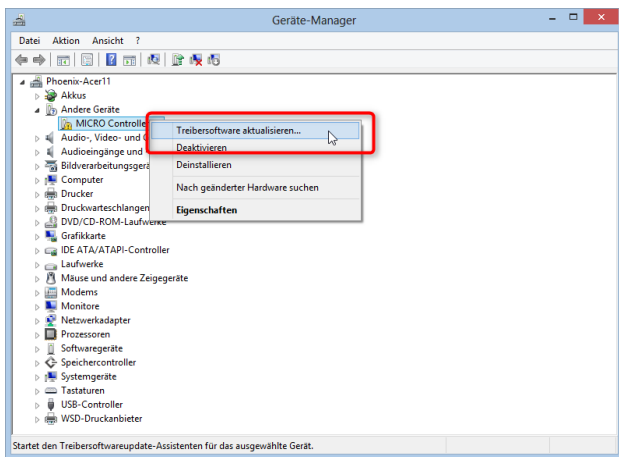 Geräte-Manager
Datei Aktion Ansicht ?
Phoenix-Acer11
Akkus
Andere Geräte
MICRO Controlle
Treibersoftware aktualisieren...
Audio-, Video- und
Deaktivieren
Audioeingänge und
Deinstallieren
Bildverarbeitungsgerä
Computer
Nach geänderter Hardware suchen
Drucker
Druckwarteschlangen
Eigenschaften
DVD/CD-ROM-Laufwerke
Grafikkarte
IDE ATA/ATAPI-Controller
Laufwerke
Mäuse und andere Zeigegeräte
Modems
Monitore
Netzwerkadapter
Prozessoren
Softwaregeräte
Speichercontroller
Systemgeräte
Tastaturen
USB-Controller
WSD-Druckanbieter
Startet den Treibersoftwareupdate-Assistenten für das ausgewählte Gerät.